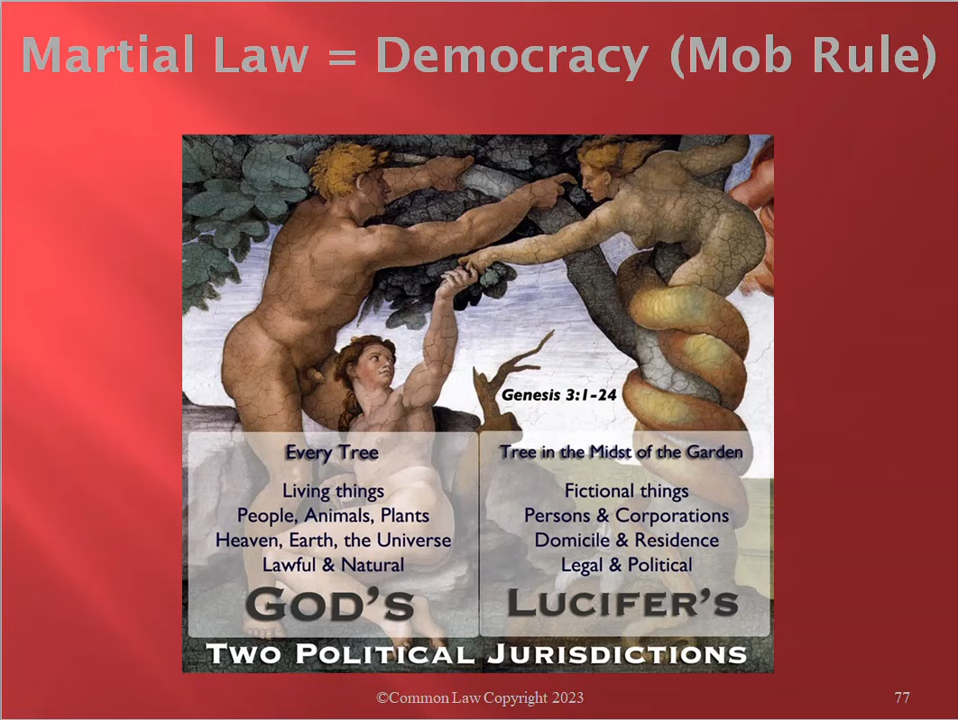 Martial Law = Democracy (Mob Rule)
Genesis 3:1-24
Every Tree
Living things
People, Animals, Plants
Heaven, Earth, the Universe
Lawful & Natural
GOD'S
Tree in the Midst of the Garden
Fictional things
Persons & Corporations
Domicile & Residence
Legal & Political
LUCIFER'S
TWO POLITICAL JURISDICTIONS
©Common Law Copyright 2023
77